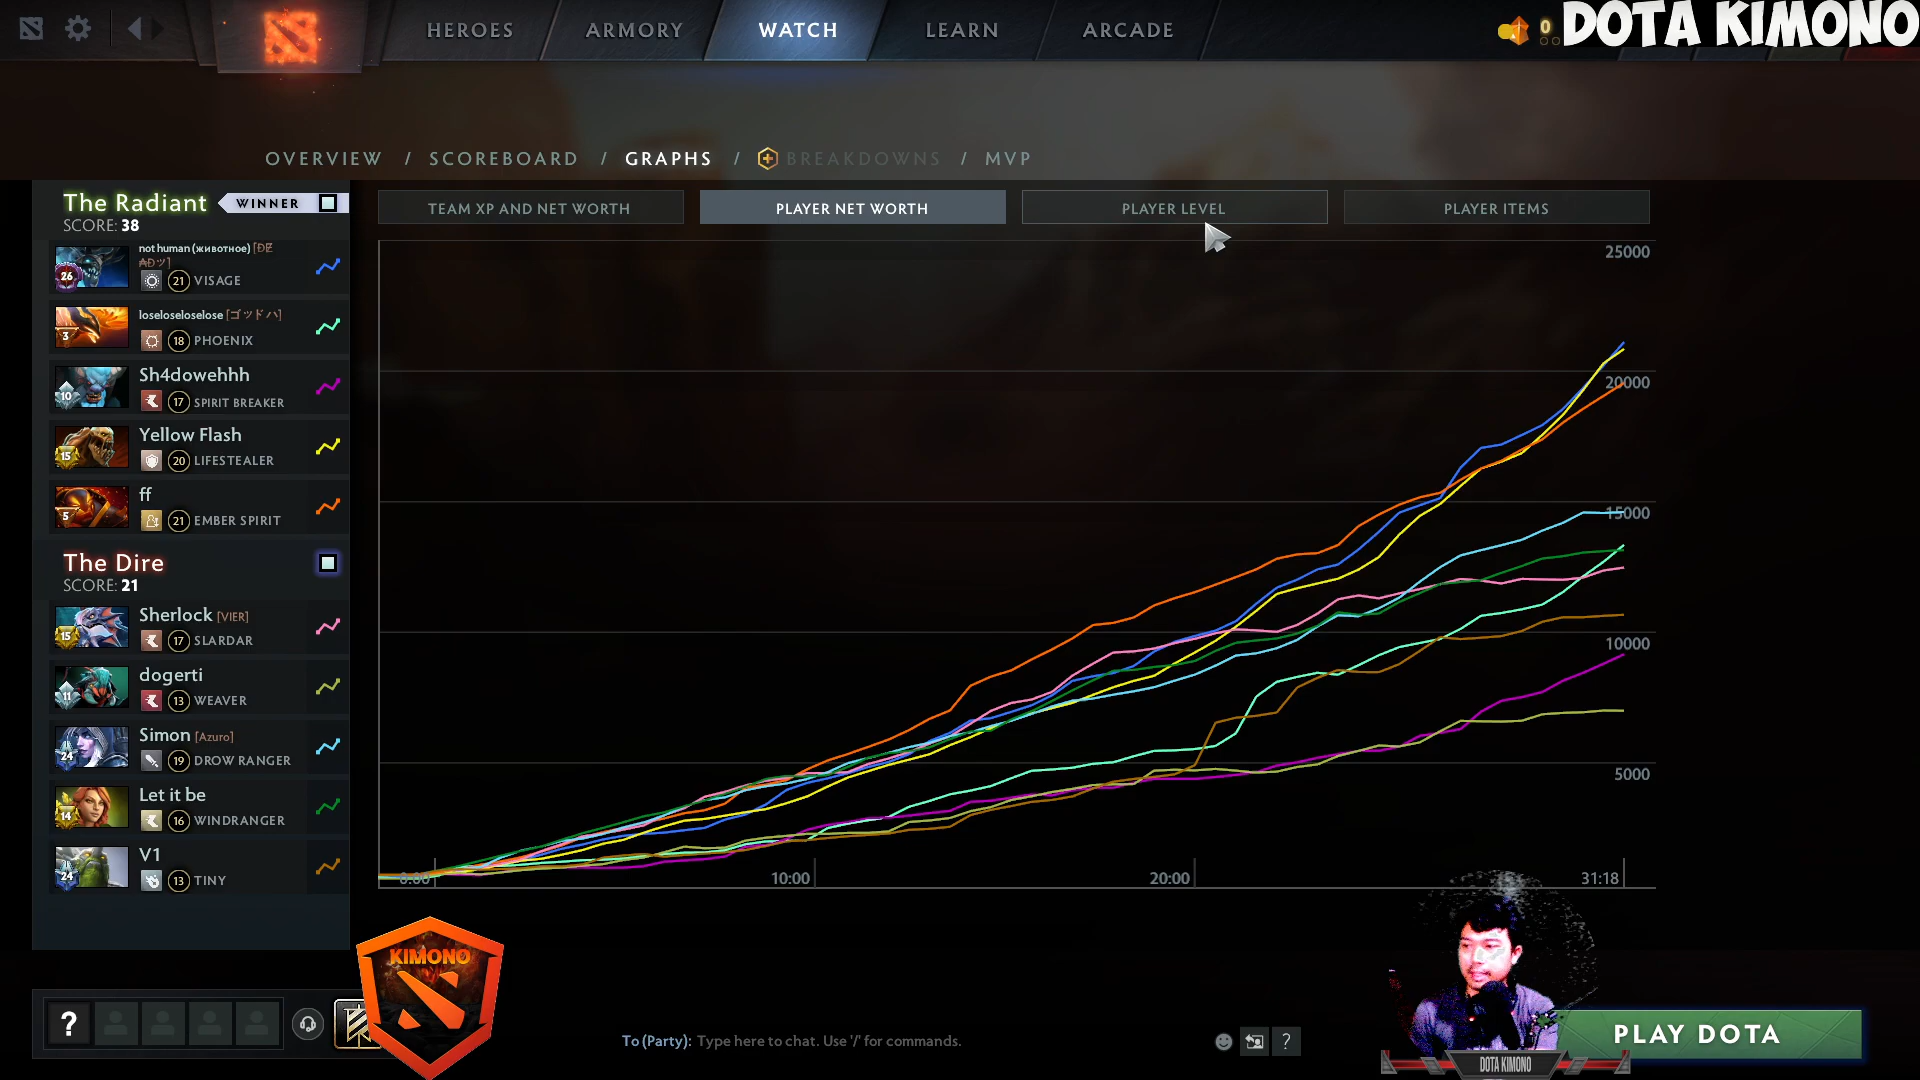 HEROES
ARMORY
WATCH
LEARN
ARCADE
0
DOTA KIMONO
OVERVIEW / SCOREBOARD / GRAPHS / BREAKDOWNS / MVP
The Radiant
WINNER
SCORE: 38
TEAM XP AND NET WORTH
PLAYER NET WORTH
PLAYER LEVEL
PLAYER ITEMS
26
not human (животное)
21 VISAGE
3
loseloseloselose [ゴッドハ]
18 PHOENIX
10
Sh4dowehhh
17 SPIRIT BREAKER
15
Yellow Flash
20 LIFESTEALER
5
ff
21 EMBER SPIRIT
The Dire
SCORE: 21
15
Sherlock [VIER]
17 SLARDAR
11
dogerti
13 WEAVER
24
Simon [Azuro]
19 DROW RANGER
14
Let it be
16 WINDRANGER
24
V1
13 TINY
25000
20000
15000
10000
5000
0:00
10:00
20:00
31:18
KIMONO
?
To (Party): Type here to chat. Use '/' for commands.
?
PLAY DOTA
DOTA KIMONO